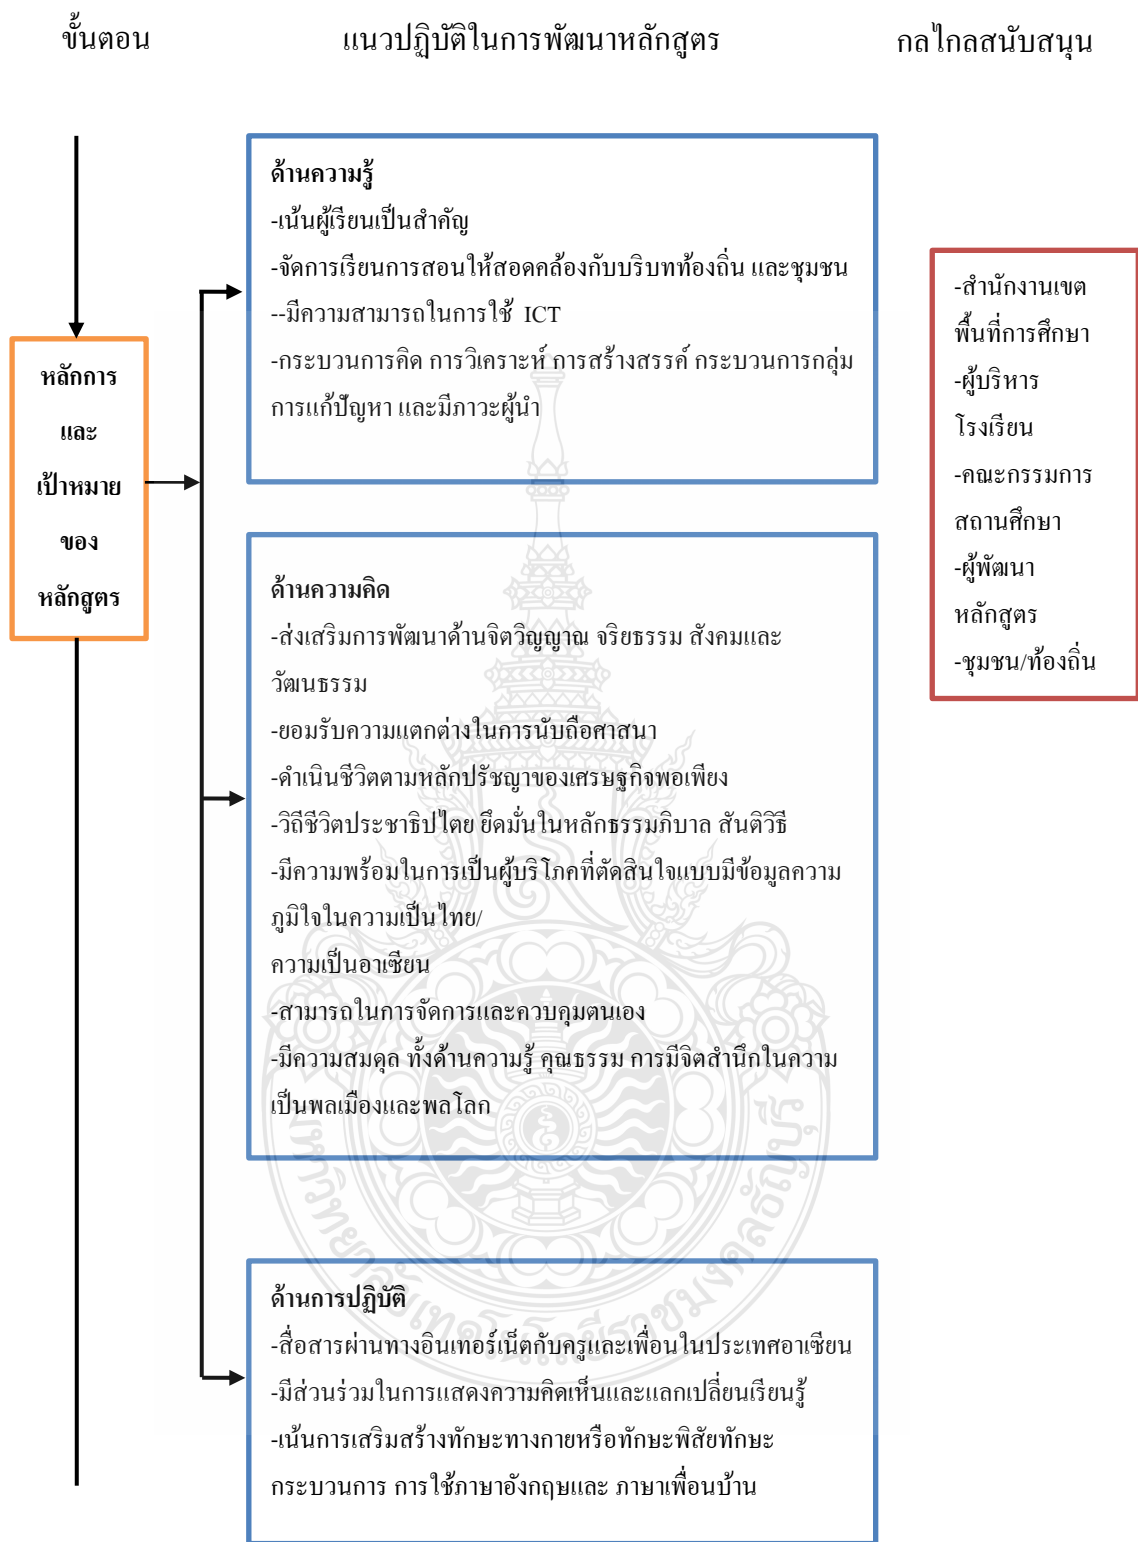 ขั้นตอน
แนวปฏิบัติในการพัฒนาหลักสูตร
กลไกลสนับสนุน
หลักการ
และ
เป้าหมาย
ของ
หลักสูตร
ด้านความรู้
-เน้นผู้เรียนเป็นสำคัญ
-จัดการเรียนการสอนให้สอดคล้องกับบริบทท้องถิ่น และชุมชน
--มีความสามารถในการใช้ ICT
-กระบวนการคิด การวิเคราะห์ การสร้างสรรค์ กระบวนการกลุ่ม
การแก้ปัญหา และมีภาวะผู้นำ
ด้านความคิด
-ส่งเสริมการพัฒนาด้านจิตวิญญาณ จริยธรรม สังคมและ
วัฒนธรรม
-ยอมรับความแตกต่างในการนับถือศาสนา
-ดำเนินชีวิตตามหลักปรัชญาของเศรษฐกิจพอเพียง
-วิถีชีวิตประชาธิปไตย ยึดมั่นในหลักธรรมภิบาล สันติวิธี
-มีความพร้อมในการเป็นผู้บริโภคที่ตัดสินใจแบบมีข้อมูลความ
ภูมิใจในความเป็นไทย/
ความเป็นอาเซียน
-สามารถในการจัดการและควบคุมตนเอง
-มีความสมดุล ทั้งด้านความรู้ คุณธรรม การมีจิตสำนึกในความ
เป็นพลเมืองและพลโลก
ด้านการปฏิบัติ
-สื่อสารผ่านทางอินเทอร์เน็ตกับครูและเพื่อนในประเทศอาเซียน
-มีส่วนร่วมในการแสดงความคิดเห็นและแลกเปลี่ยนเรียนรู้
-เน้นการเสริมสร้างทักษะทางกายหรือทักษะพิสัยทักษะ
กระบวนการ การใช้ภาษาอังกฤษและ ภาษาเพื่อนบ้าน
-สำนักงานเขต
พื้นที่การศึกษา
-ผู้บริหาร
โรงเรียน
-คณะกรรมการ
สถานศึกษา
-ผู้พัฒนา
หลักสูตร
-ชุมชน/ท้องถิ่น
มหาวิทยาลัยเทคโนโลยีราชมงคลธัญบุรี